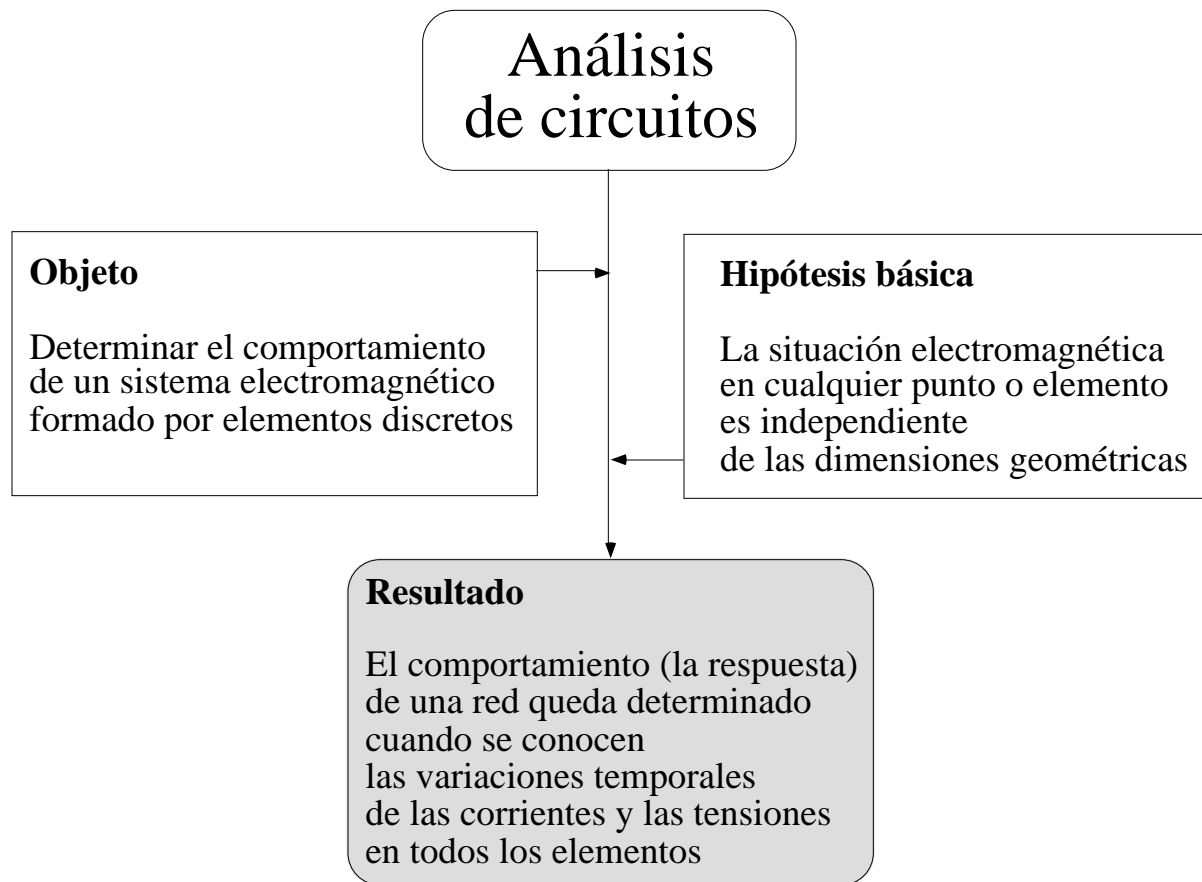 Análisis
de circuitos
Objeto
Determinar el comportamiento
de un sistema electromagnético
formado por elementos discretos
Hipótesis básica
La situación electromagnética
en cualquier punto o elemento
es independiente
de las dimensiones geométricas
Resultado
El comportamiento (la respuesta)
de una red queda determinado
cuando se conocen
las variaciones temporales
de las corrientes y las tensiones
en todos los elementos